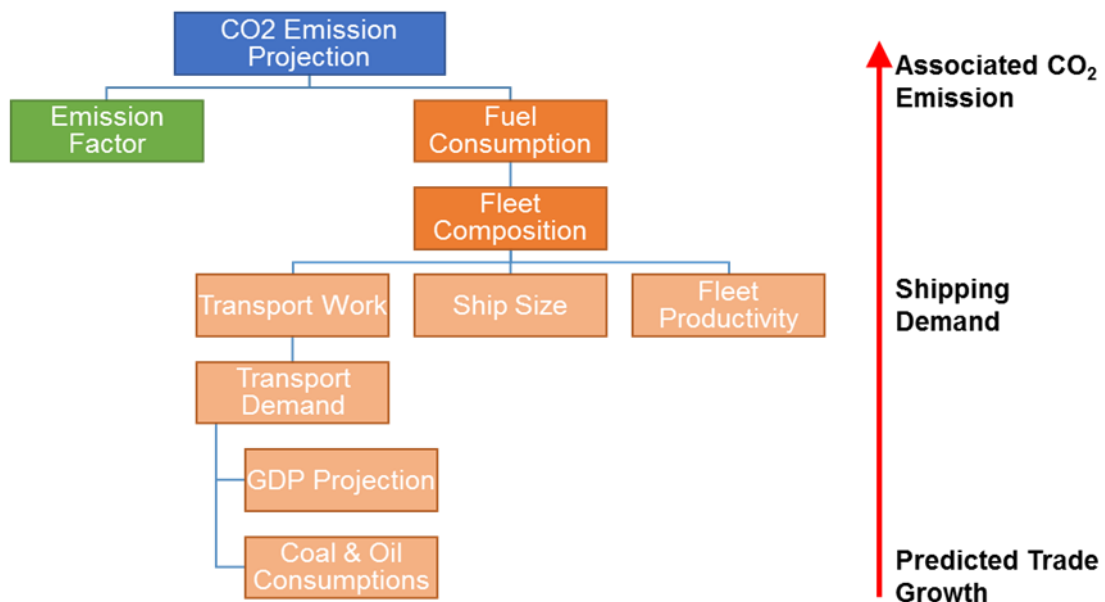 CO2 Emission
Projection
Associated CO₂
Emission
Emission
Factor
Fuel
Consumption
Fleet
Composition
Transport Work
Ship Size
Fleet
Productivity
Shipping
Demand
Transport
Demand
GDP Projection
Coal & Oil
Consumptions
Predicted Trade
Growth